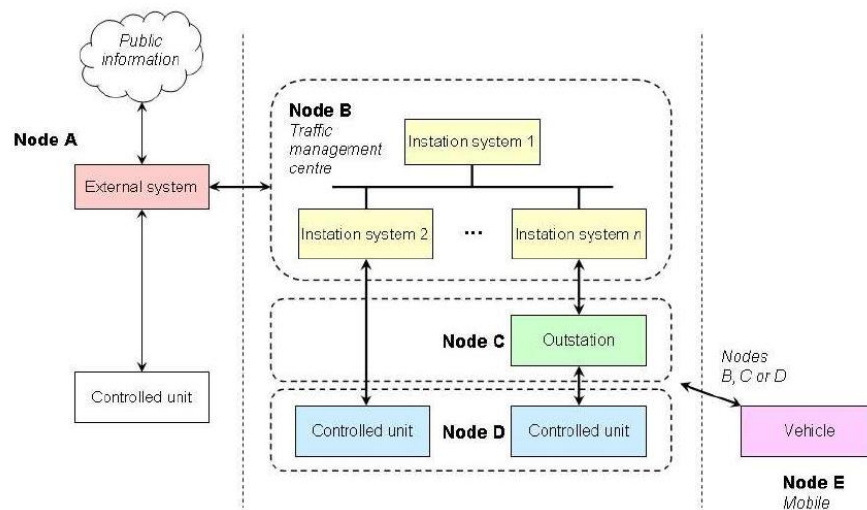 Public
information
Node A
External system
Controlled unit
Node B
Traffic
management
centre
Instation system 1
Instation system 2
...
Instation system n
Node C
Outstation
Controlled unit
Node D
Controlled unit
Nodes
B, C or D
Vehicle
Node E
Mobile